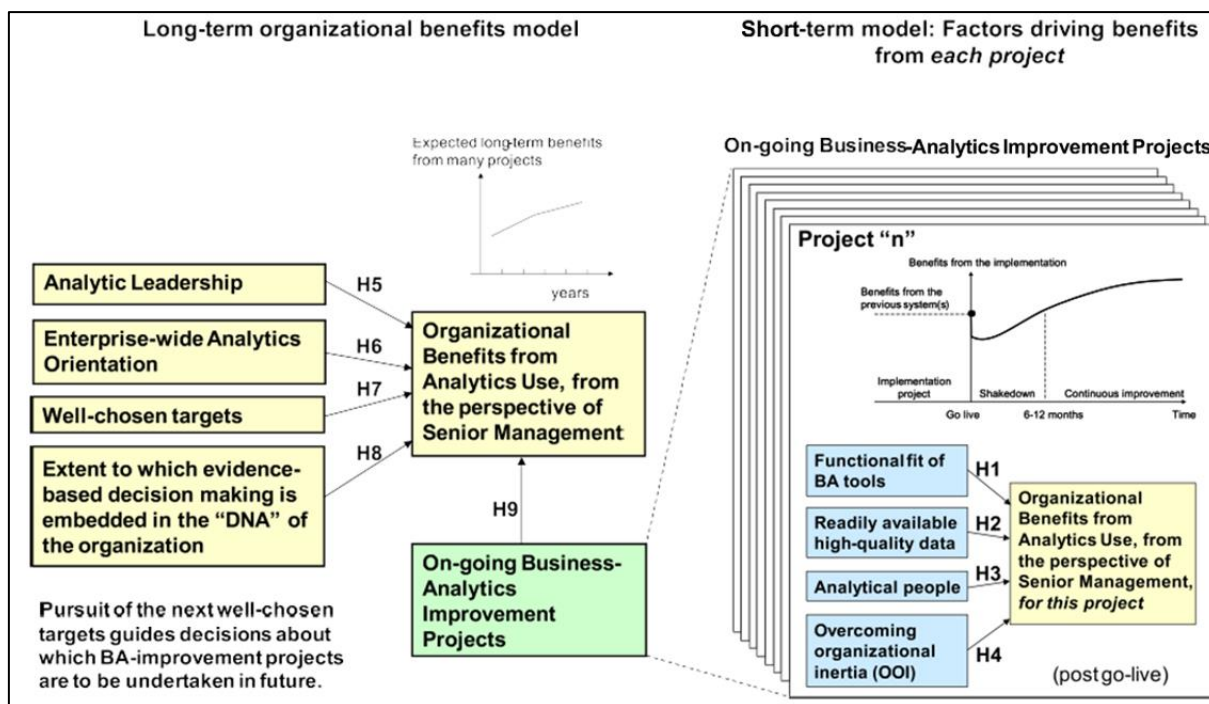 Long-term organizational benefits model
Short-term model: Factors driving benefits
from each project
Expected long-term benefits
from many projects
years
Analytic Leadership
H5
Enterprise-wide Analytics
Orientation
H6
Well-chosen targets
H7
Extent to which evidence-
based decision making is
embedded in the “DNA” of
the organization
H8
Organizational
Benefits from
Analytics Use, from
the perspective of
Senior Management
H9
On-going Business-
Analytics
Improvement
Projects
Pursuit of the next well-chosen
targets guides decisions about
which BA-improvement projects
are to be undertaken in future.
On-going Business-Analytics Improvement Projects
Project “n”
Benefits from the implementation
Benefits from the
previous system(s)
Implementation
project
Shakedown
Continuous improvement
Go live
6-12 months
Time
Functional fit of
BA tools
H1
Readily available
high-quality data
H2
Analytical people
H3
Overcoming
organizational
inertia (OOI)
H4
Organizational
Benefits from
Analytics Use, from
the perspective of
Senior Management,
for this project
(post go-live)